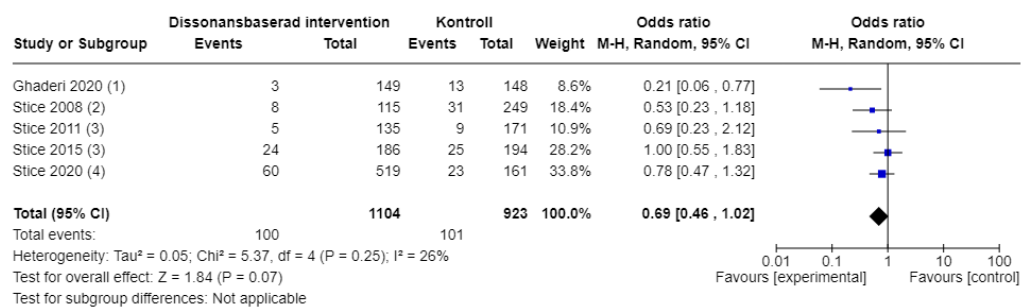 Dissonansbaserad intervention Kontroll Odds ratio Odds ratio
Study or Subgroup Events Total Events Total Weight M-H, Random, 95% CI M-H, Random, 95% CI
Ghaderi 2020 (1) 3 149 13 148 8.6% 0.21 [0.06 , 0.77]
Stice 2008 (2) 8 115 31 249 18.4% 0.53 [0.23 , 1.18]
Stice 2011 (3) 5 135 9 171 10.9% 0.69 [0.23 , 2.12]
Stice 2015 (3) 24 186 25 194 28.2% 1.00 [0.55 , 1.83]
Stice 2020 (4) 60 519 23 161 33.8% 0.78 [0.47 , 1.32]
Total (95% CI) 1104 923 100.0% 0.69 [0.46 , 1.02]
Total events: 100 101
Heterogeneity: Tau² = 0.05; Chi² = 5.37, df = 4 (P = 0.25); I² = 26%
0.01 0.1 1 10 100
Test for overall effect: Z = 1.84 (P = 0.07) Favours [experimental] Favours [control]
Test for subgroup differences: Not applicable